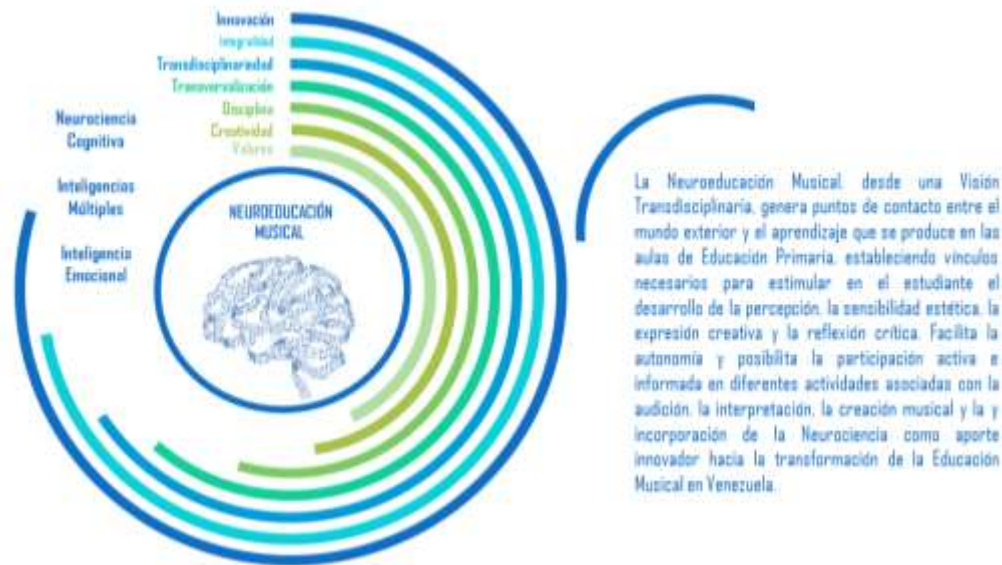 Innovación
Integralidad
Transdisciplinariedad
Transversalización
Disciplina
Creatividad
Valores
Neurociencia
Cognitiva
Inteligencias
Múltiples
Inteligencia
Emocional
NEUROEDUCACIÓN
MUSICAL
La Neuroeducación Musical, desde una Visión
Transdisciplinaria, genera puntos de contacto entre el
mundo exterior y el aprendizaje que se produce en las
aulas de Educación Primaria, estableciendo vínculos
necesarios para estimular en el estudiante el
desarrollo de la percepción, la sensibilidad estética, la
expresión creativa y la reflexión crítica. Facilita la
autonomía y posibilita la participación activa e
informada en diferentes actividades asociadas con la
audición, la interpretación, la creación musical y la y
incorporación de la Neurociencia como aporte
innovador hacia la transformación de la Educación
Musical en Venezuela.